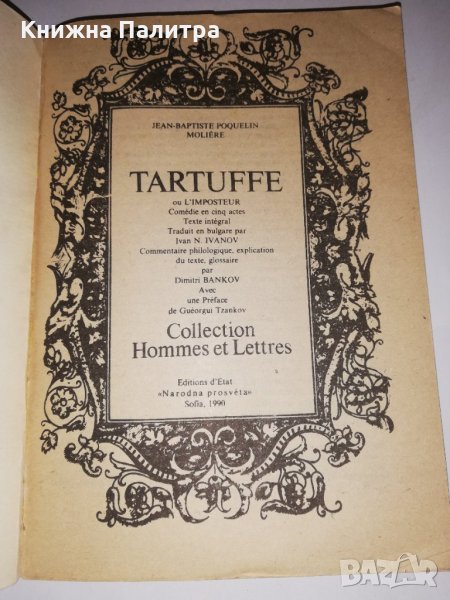 Книжна Палитра
JEAN-BAPTISTE POQUELIN
MOLIÈRE
TARTUFFE
ou L'IMPOSTEUR
Comédie en cinq actes
Texte intégral
Traduit en bulgare par
Ivan N. IVANOV
Commentaire philologique, explication
du texte, glossaire
par
Dimitri BANKOV
Avec
une Préface
de Guéorgui Tzankov
Collection
Hommes et Lettres
Editions d'Etat
«Narodna prosvéta»
Sofia, 1990
BAZAR